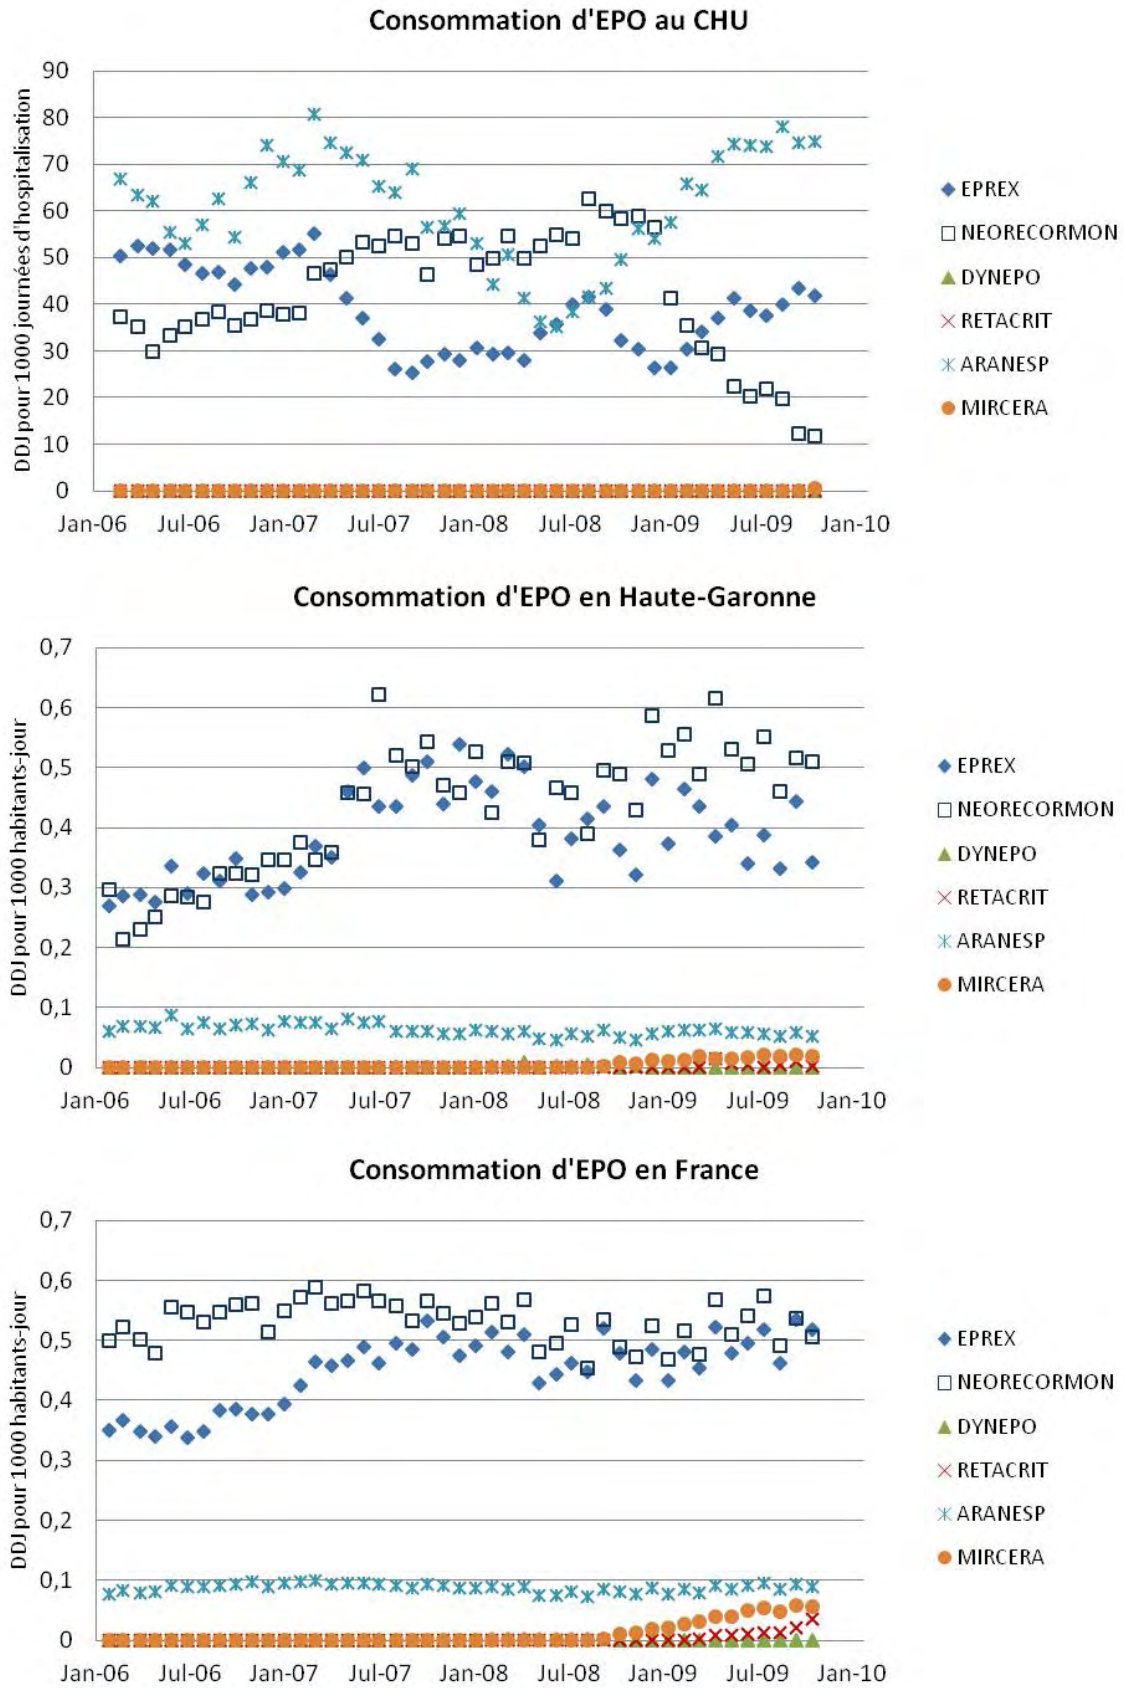 Consommation d'EPO au CHU
DDJ pour 1000 journées d'hospitalisation
90
80
70
60
50
40
30
20
10
0
Jan-06 Jul-06 Jan-07 Jul-07 Jan-08 Jul-08 Jan-09 Jul-09 Jan-10
EPREX
NEORECORMON
DYNEPO
RETACRIT
ARANESP
MIRCERA
Consommation d'EPO en Haute-Garonne
DDJ pour 1000 habitants-jour
0,7
0,6
0,5
0,4
0,3
0,2
0,1
0
Jan-06 Jul-06 Jan-07 Jul-07 Jan-08 Jul-08 Jan-09 Jul-09 Jan-10
EPREX
NEORECORMON
DYNEPO
RETACRIT
ARANESP
MIRCERA
Consommation d'EPO en France
DDJ pour 1000 habitants-jour
0,7
0,6
0,5
0,4
0,3
0,2
0,1
0
Jan-06 Jul-06 Jan-07 Jul-07 Jan-08 Jul-08 Jan-09 Jul-09 Jan-10
EPREX
NEORECORMON
DYNEPO
RETACRIT
ARANESP
MIRCERA